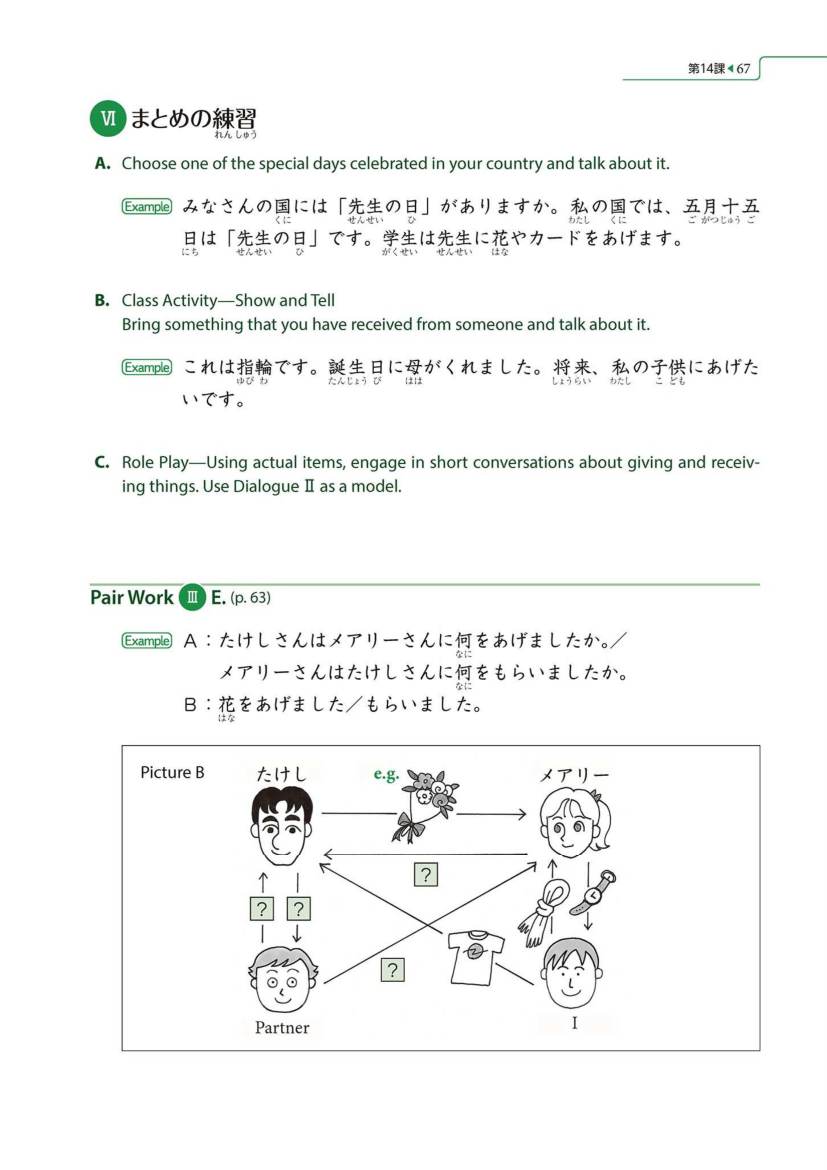 第14課◀67
Ⅵ まとめの練習
れんしゅう
A. Choose one of the special days celebrated in your country and talk about it.
Example みなさんの国には「先生の日」がありますか。私の国では、五月十五
くに せんせい ひ わたし くに ごがつじゅうご
日は「先生の日」です。学生は先生に花やカードをあげます。
にち せんせい ひ がくせい せんせい はな
B. Class Activity—Show and Tell
Bring something that you have received from someone and talk about it.
Example これは指輪です。誕生日に母がくれました。将来、私の子供にあげた
ゆびわ たんじょうび はは しょうらい わたし こども
いです。
C. Role Play—Using actual items, engage in short conversations about giving and receiv-
ing things. Use Dialogue Ⅱ as a model.
Pair Work Ⅲ E. (p. 63)
Example A：たけしさんはメアリーさんに何をあげましたか。／
なに
メアリーさんはたけしさんに何をもらいましたか。
なに
B：花をあげました／もらいました。
はな
Picture B たけし e.g. メアリー
?
? ?
?
Partner I